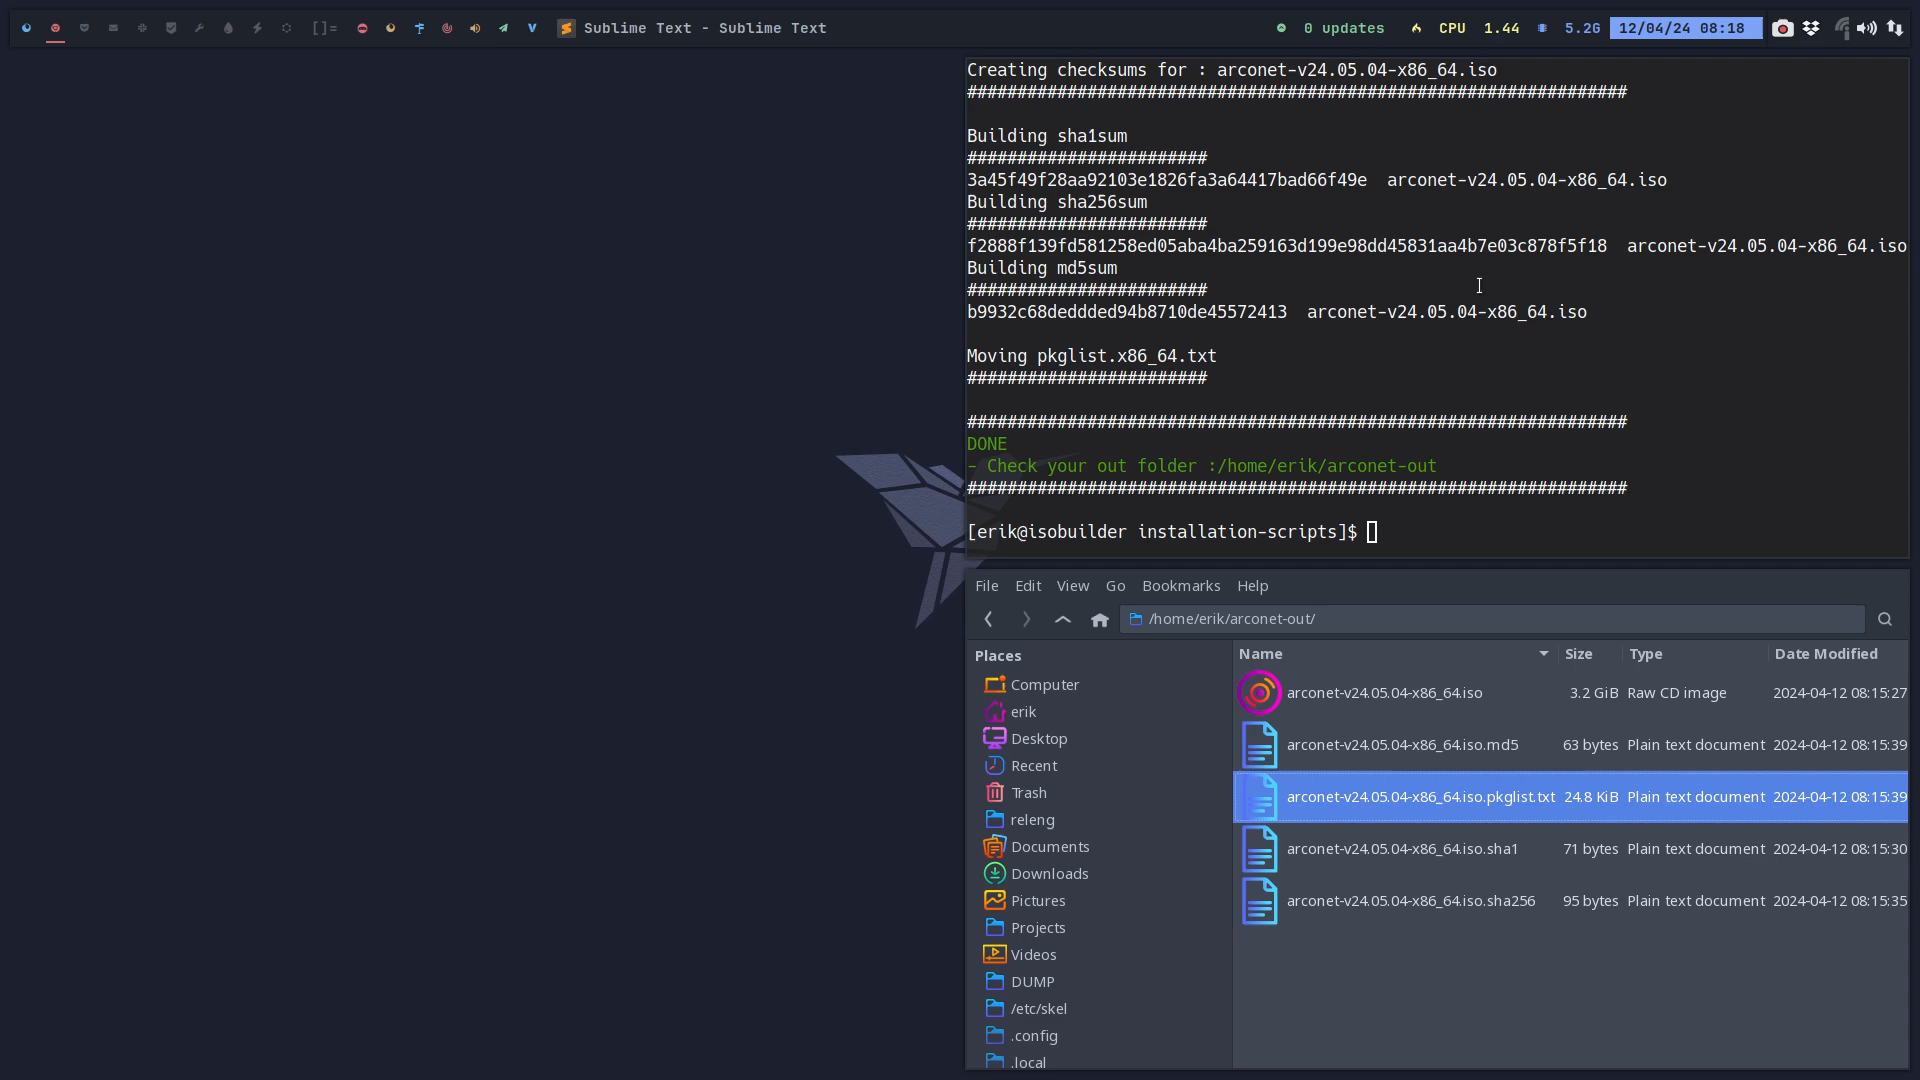 []=
Sublime Text - Sublime Text
0 updates
CPU 1.44
5.2G
12/04/24 08:18
Creating checksums for : arconet-v24.05.04-x86_64.iso
##################################################################
Building sha1sum
########################
3a45f49f28aa92103e1826fa3a64417bad66f49e  arconet-v24.05.04-x86_64.iso
Building sha256sum
########################
f2888f139fd581258ed05aba4ba259163d199e98dd45831aa4b7e03c878f5f18  arconet-v24.05.04-x86_64.iso
Building md5sum
########################
b9932c68deddded94b8710de45572413  arconet-v24.05.04-x86_64.iso
Moving pkglist.x86_64.txt
########################
##################################################################
DONE
- Check your out folder :/home/erik/arconet-out
##################################################################
[erik@isobuilder installation-scripts]$
File Edit View Go Bookmarks Help
/home/erik/arconet-out/
Places
Computer
erik
Desktop
Recent
Trash
releng
Documents
Downloads
Pictures
Projects
Videos
DUMP
/etc/skel
.config
.local
Name Size Type Date Modified
arconet-v24.05.04-x86_64.iso 3.2 GiB Raw CD image 2024-04-12 08:15:27
arconet-v24.05.04-x86_64.iso.md5 63 bytes Plain text document 2024-04-12 08:15:39
arconet-v24.05.04-x86_64.iso.pkglist.txt 24.8 KiB Plain text document 2024-04-12 08:15:39
arconet-v24.05.04-x86_64.iso.sha1 71 bytes Plain text document 2024-04-12 08:15:30
arconet-v24.05.04-x86_64.iso.sha256 95 bytes Plain text document 2024-04-12 08:15:35